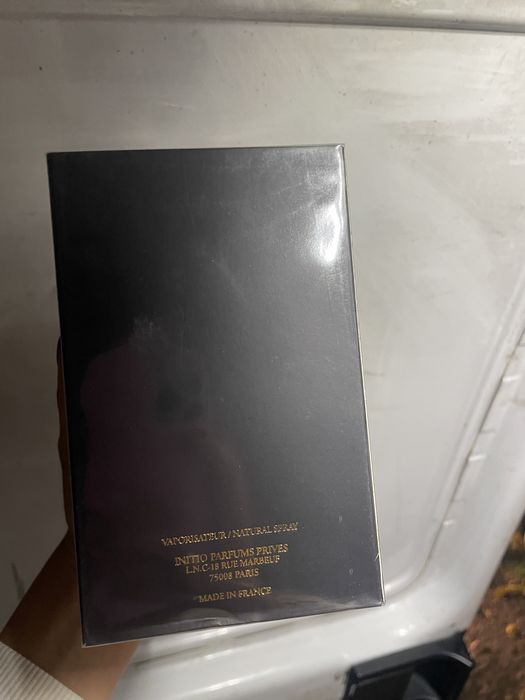 VAPORISATEUR / NATURAL SPRAY
INITIO PARFUMS PRIVES
I.N.C-18 RUE MARBEUF
75008 PARIS
MADE IN FRANCE